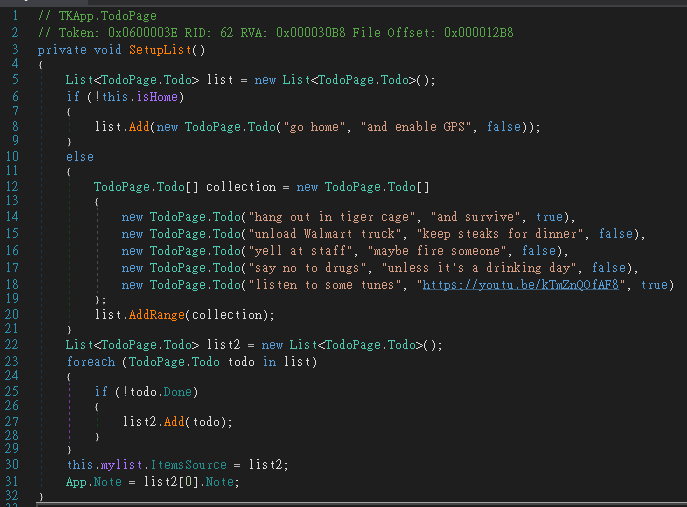 1 // TKApp.TodoPage
2 // Token: 0x0600003E RID: 62 RVA: 0x000030B8 File Offset: 0x000012B8
3 private void SetupList()
4 {
5 List<TodoPage.Todo> list = new List<TodoPage.Todo>();
6 if (!this.isHome)
7 {
8 list.Add(new TodoPage.Todo("go home", "and enable GPS", false));
9 }
10 else
11 {
12 TodoPage.Todo[] collection = new TodoPage.Todo[]
13 {
14 new TodoPage.Todo("hang out in tiger cage", "and survive", true),
15 new TodoPage.Todo("unload Walmart truck", "keep steaks for dinner", false),
16 new TodoPage.Todo("yell at staff", "maybe fire someone", false),
17 new TodoPage.Todo("say no to drugs", "unless it's a drinking day", false),
18 new TodoPage.Todo("listen to some tunes", "https://youtu.be/kTmZnQOfAF8", true)
19 };
20 list.AddRange(collection);
21 }
22 List<TodoPage.Todo> list2 = new List<TodoPage.Todo>();
23 foreach (TodoPage.Todo todo in list)
24 {
25 if (!todo.Done)
26 {
27 list2.Add(todo);
28 }
29 }
30 this.mylist.ItemsSource = list2;
31 App.Note = list2[0].Note;
32 }